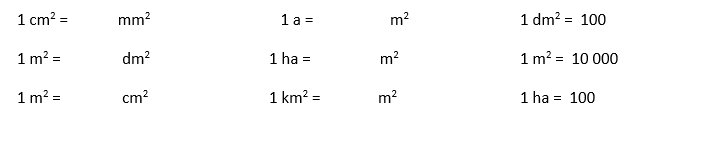 1 cm² = mm² 1 a = m² 1 dm² = 100
1 m² = dm² 1 ha = m² 1 m² = 10 000
1 m² = cm² 1 km² = m² 1 ha = 100